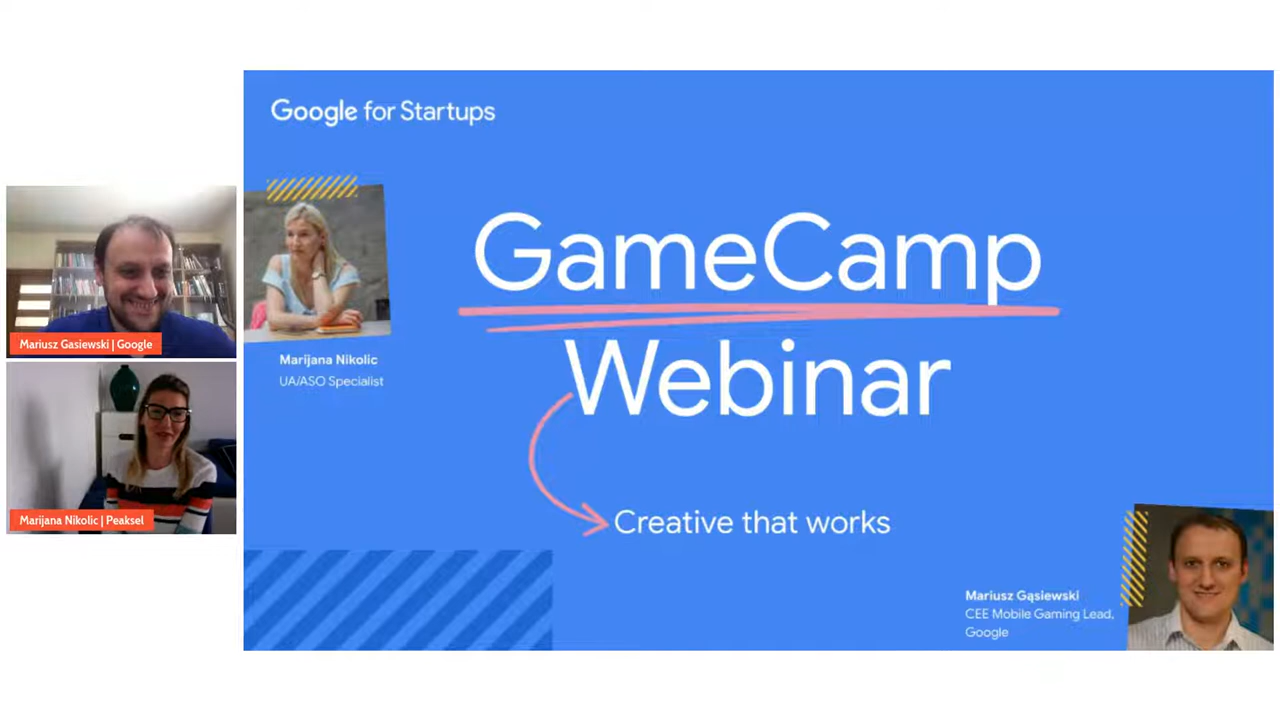 Google for Startups
GameCamp
Webinar
Creative that works
Marijana Nikolic
UA/ASO Specialist
Mariusz Gąsiewski
CEE Mobile Gaming Lead,
Google
Mariusz Gasiewski | Google
Marijana Nikolic | Peaksel